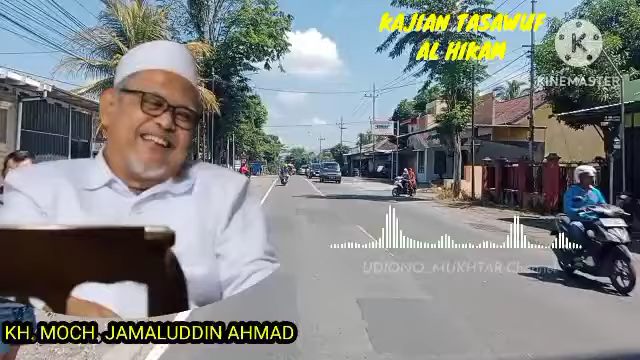 KAJIAN TASAWUF
AL HIKAM
KINEMASTER
UDIONO_MUKHTAR Channel
KH. MOCH. JAMALUDDIN AHMAD